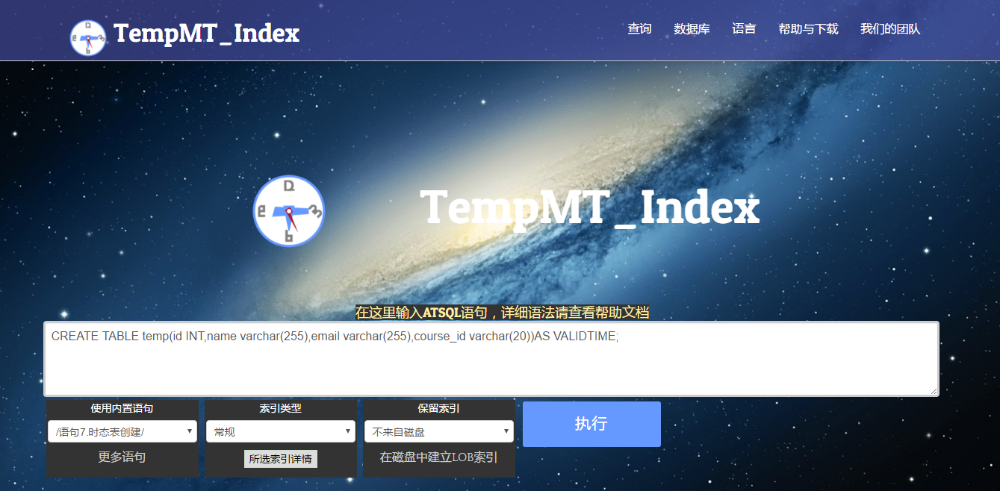 TempMT_Index
查询 数据库 语言 帮助与下载 我们的团队
TempMT_Index
在这里输入ATSQL语句，详细语法请查看帮助文档
CREATE TABLE temp(id INT,name varchar(255),email varchar(255),course_id varchar(20))AS VALIDTIME;
使用内置语句 索引类型 保留索引
/语句7.时态表创建/ 常规 不来自磁盘 执行
更多语句 所选索引详情 在磁盘中建立LOB索引